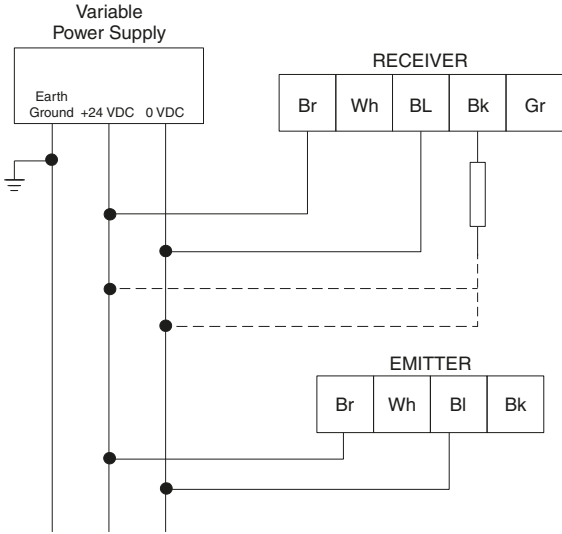 Variable
Power Supply
Earth
Ground +24 VDC 0 VDC
RECEIVER
Br Wh BL Bk Gr
EMITTER
Br Wh Bl Bk